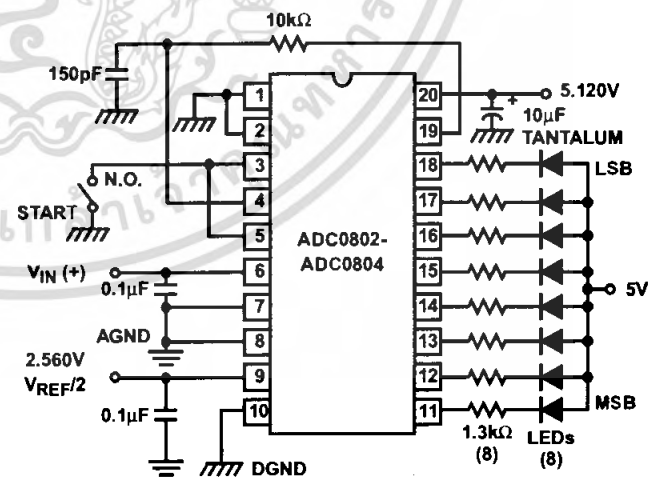 10kΩ
150pF
1
2
3
4
5
6
7
8
9
10
20
19
18
17
16
15
14
13
12
11
5.120V
10µF
TANTALUM
LSB
N.O.
START
ADC0802-
ADC0804
VIN (+)
0.1µF
5V
AGND
2.560V
VREF/2
0.1µF
MSB
1.3kΩ
(8)
LEDs
(8)
DGND